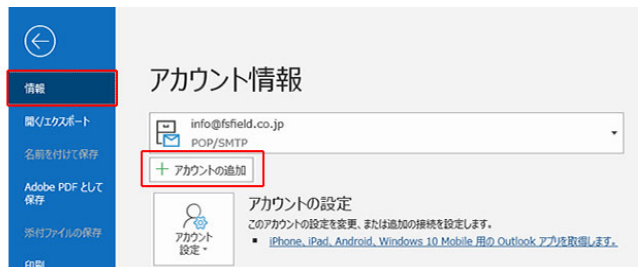 アカウント情報
情報
info@fsfield.co.jp
POP/SMTP
開く/エクスポート
名前を付けて保存
アカウントの追加
Adobe PDF として
保存
アカウントの設定
このアカウントの設定を変更、または追加の接続を設定します。
iPhone、iPad、Android、Windows 10 Mobile 用の Outlook アプリを取得します。
アカウント
設定
添付ファイルの保存
印刷